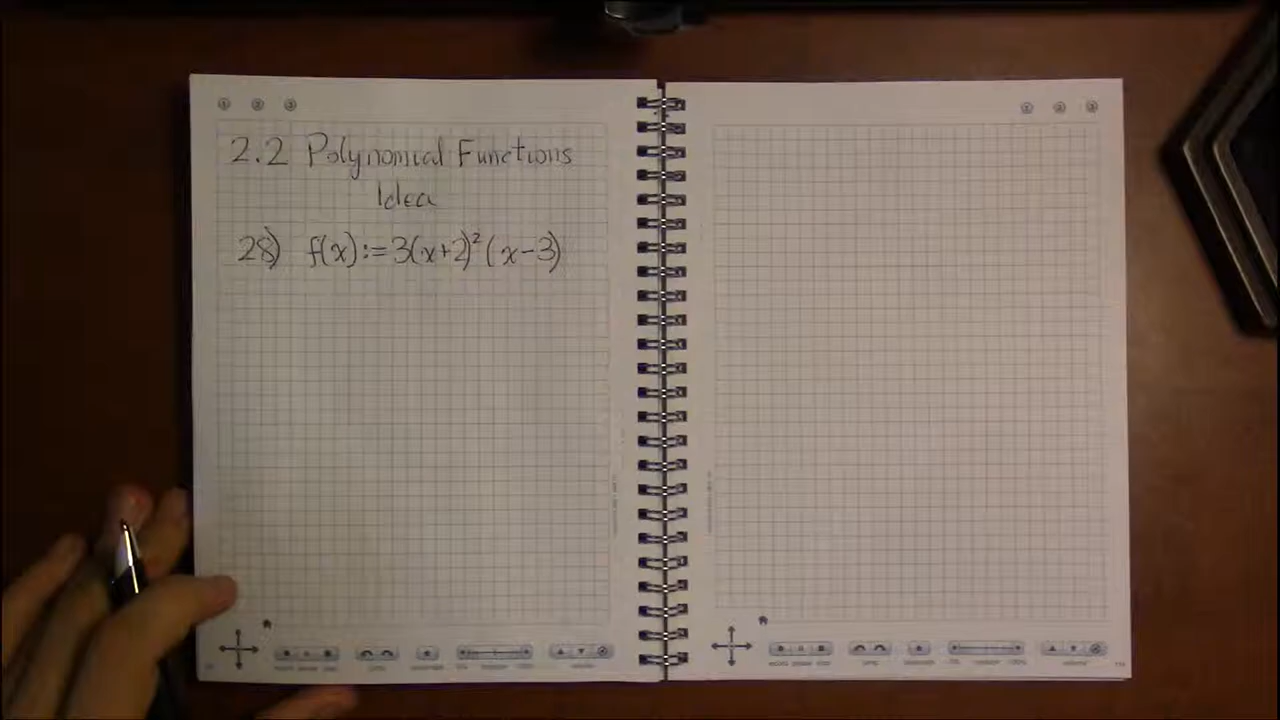 2.2 Polynomial Functions
Idea
28) f(x):=3(x+2)²(x-3)